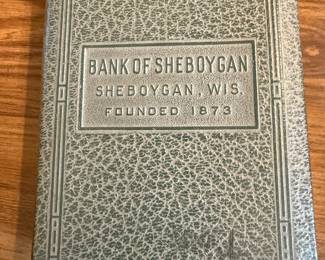 BANK OF SHEBOYGAN
SHEBOYGAN, WIS.
FOUNDED 1873